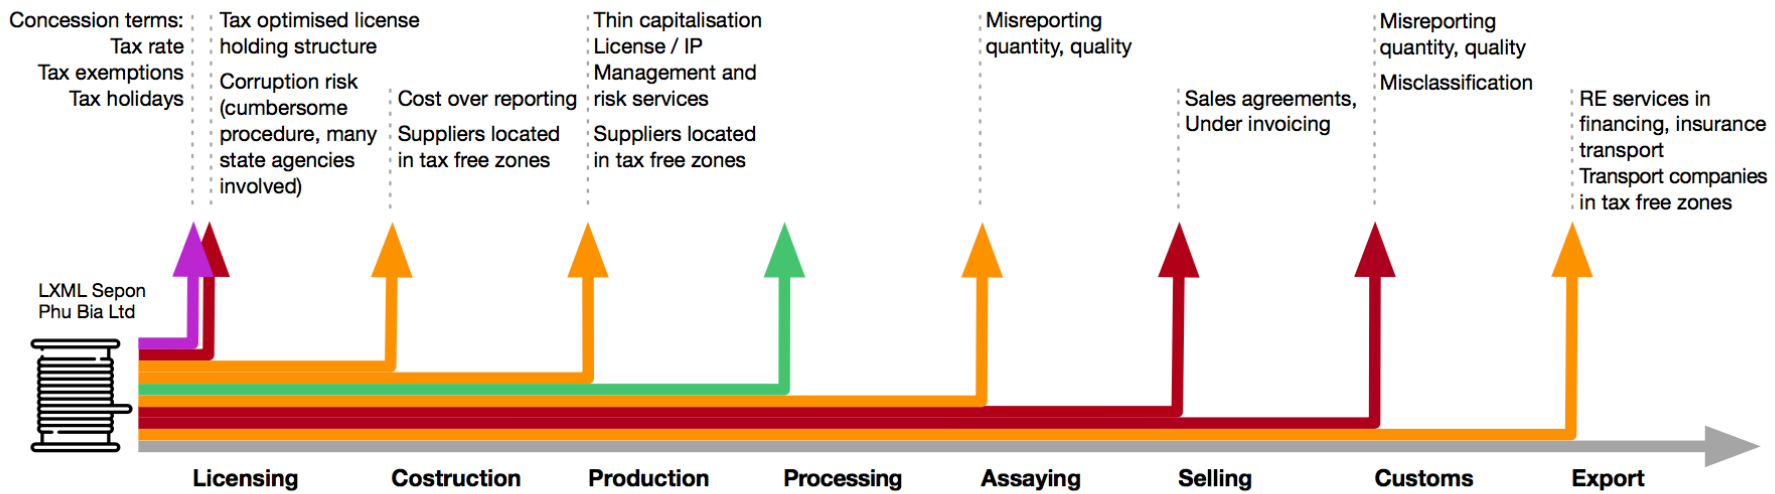 Concession terms:
Tax rate
Tax exemptions
Tax holidays
Tax optimised license
holding structure
Corruption risk
(cumbersome
procedure, many
state agencies
involved)
Cost over reporting
Suppliers located
in tax free zones
Thin capitalisation
License / IP
Management and
risk services
Suppliers located
in tax free zones
Misreporting
quantity, quality
Sales agreements,
Under invoicing
Misreporting
quantity, quality
Misclassification
RE services in
financing, insurance
transport
Transport companies
in tax free zones
LXML Sepon
Phu Bia Ltd
Licensing
Costruction
Production
Processing
Assaying
Selling
Customs
Export